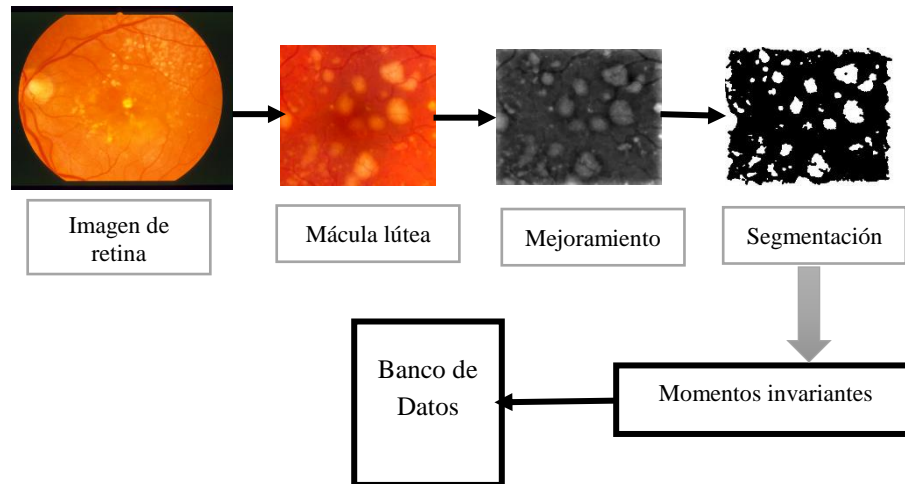 Imagen de
retina
Mácula lútea
Mejoramiento
Segmentación
Banco de
Datos
Momentos invariantes